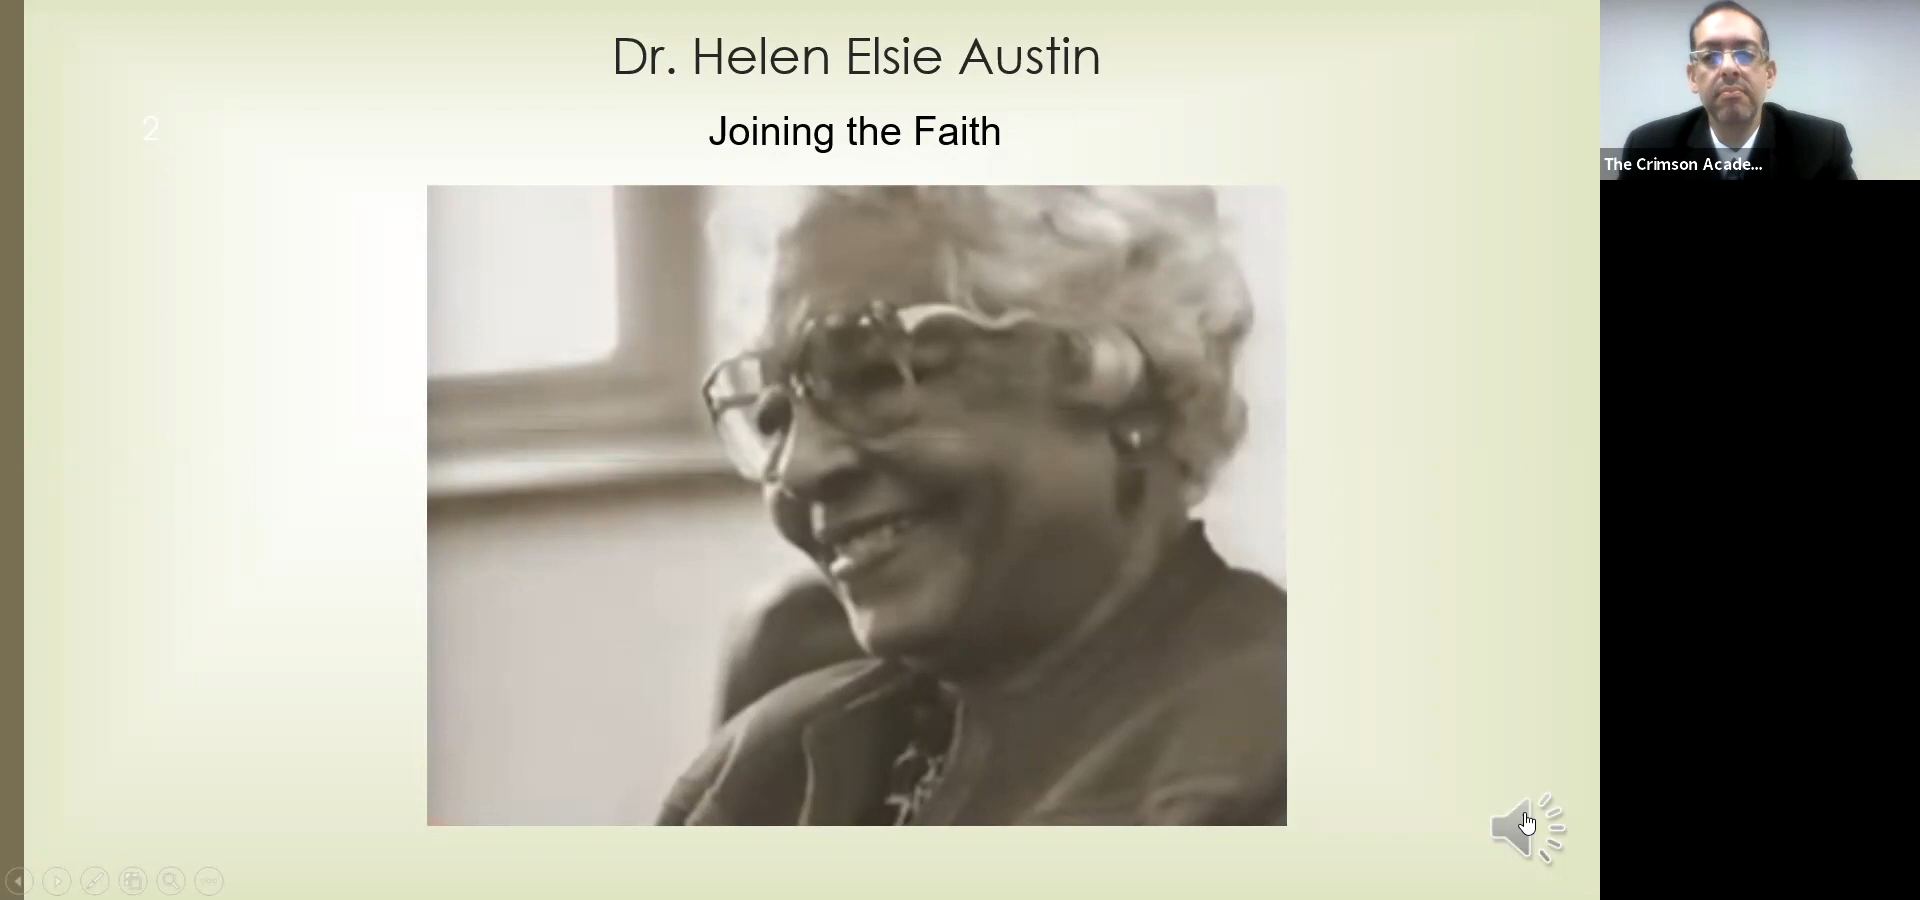 Dr. Helen Elsie Austin
Joining the Faith
2
The Crimson Acade...